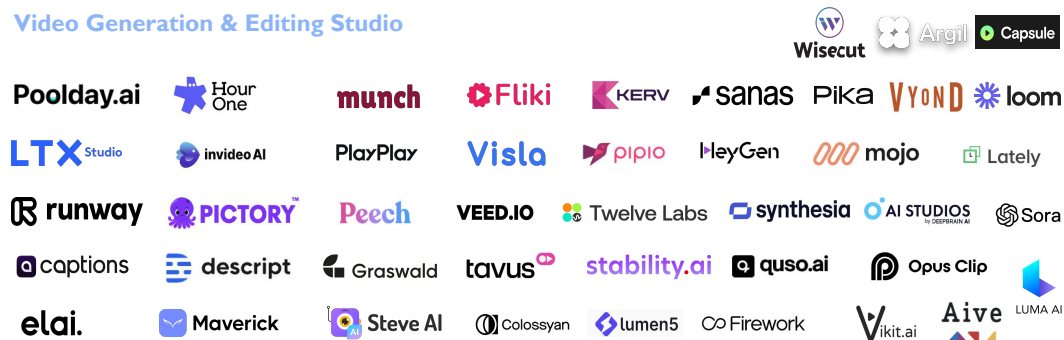 Video Generation & Editing Studio
Wisecut
Argil
Capsule
Poolday.ai
Hour
One
munch
Fliki
KERV
sanas
Pika
VYOND
loom
LTX Studio
invideo AI
PlayPlay
Visla
pipio
HeyGen
mojo
Lately
runway
PICTORY™
Peech
VEED.IO
Twelve Labs
synthesia
AI STUDIOS
by DEEPBRAIN AI
Sora
captions
descript
Graswald
tavus
stability.ai
quso.ai
Opus Clip
LUMA AI
elai.
Maverick
AI
Steve AI
Colossyan
lumen5
Firework
Vikit.ai
Aive